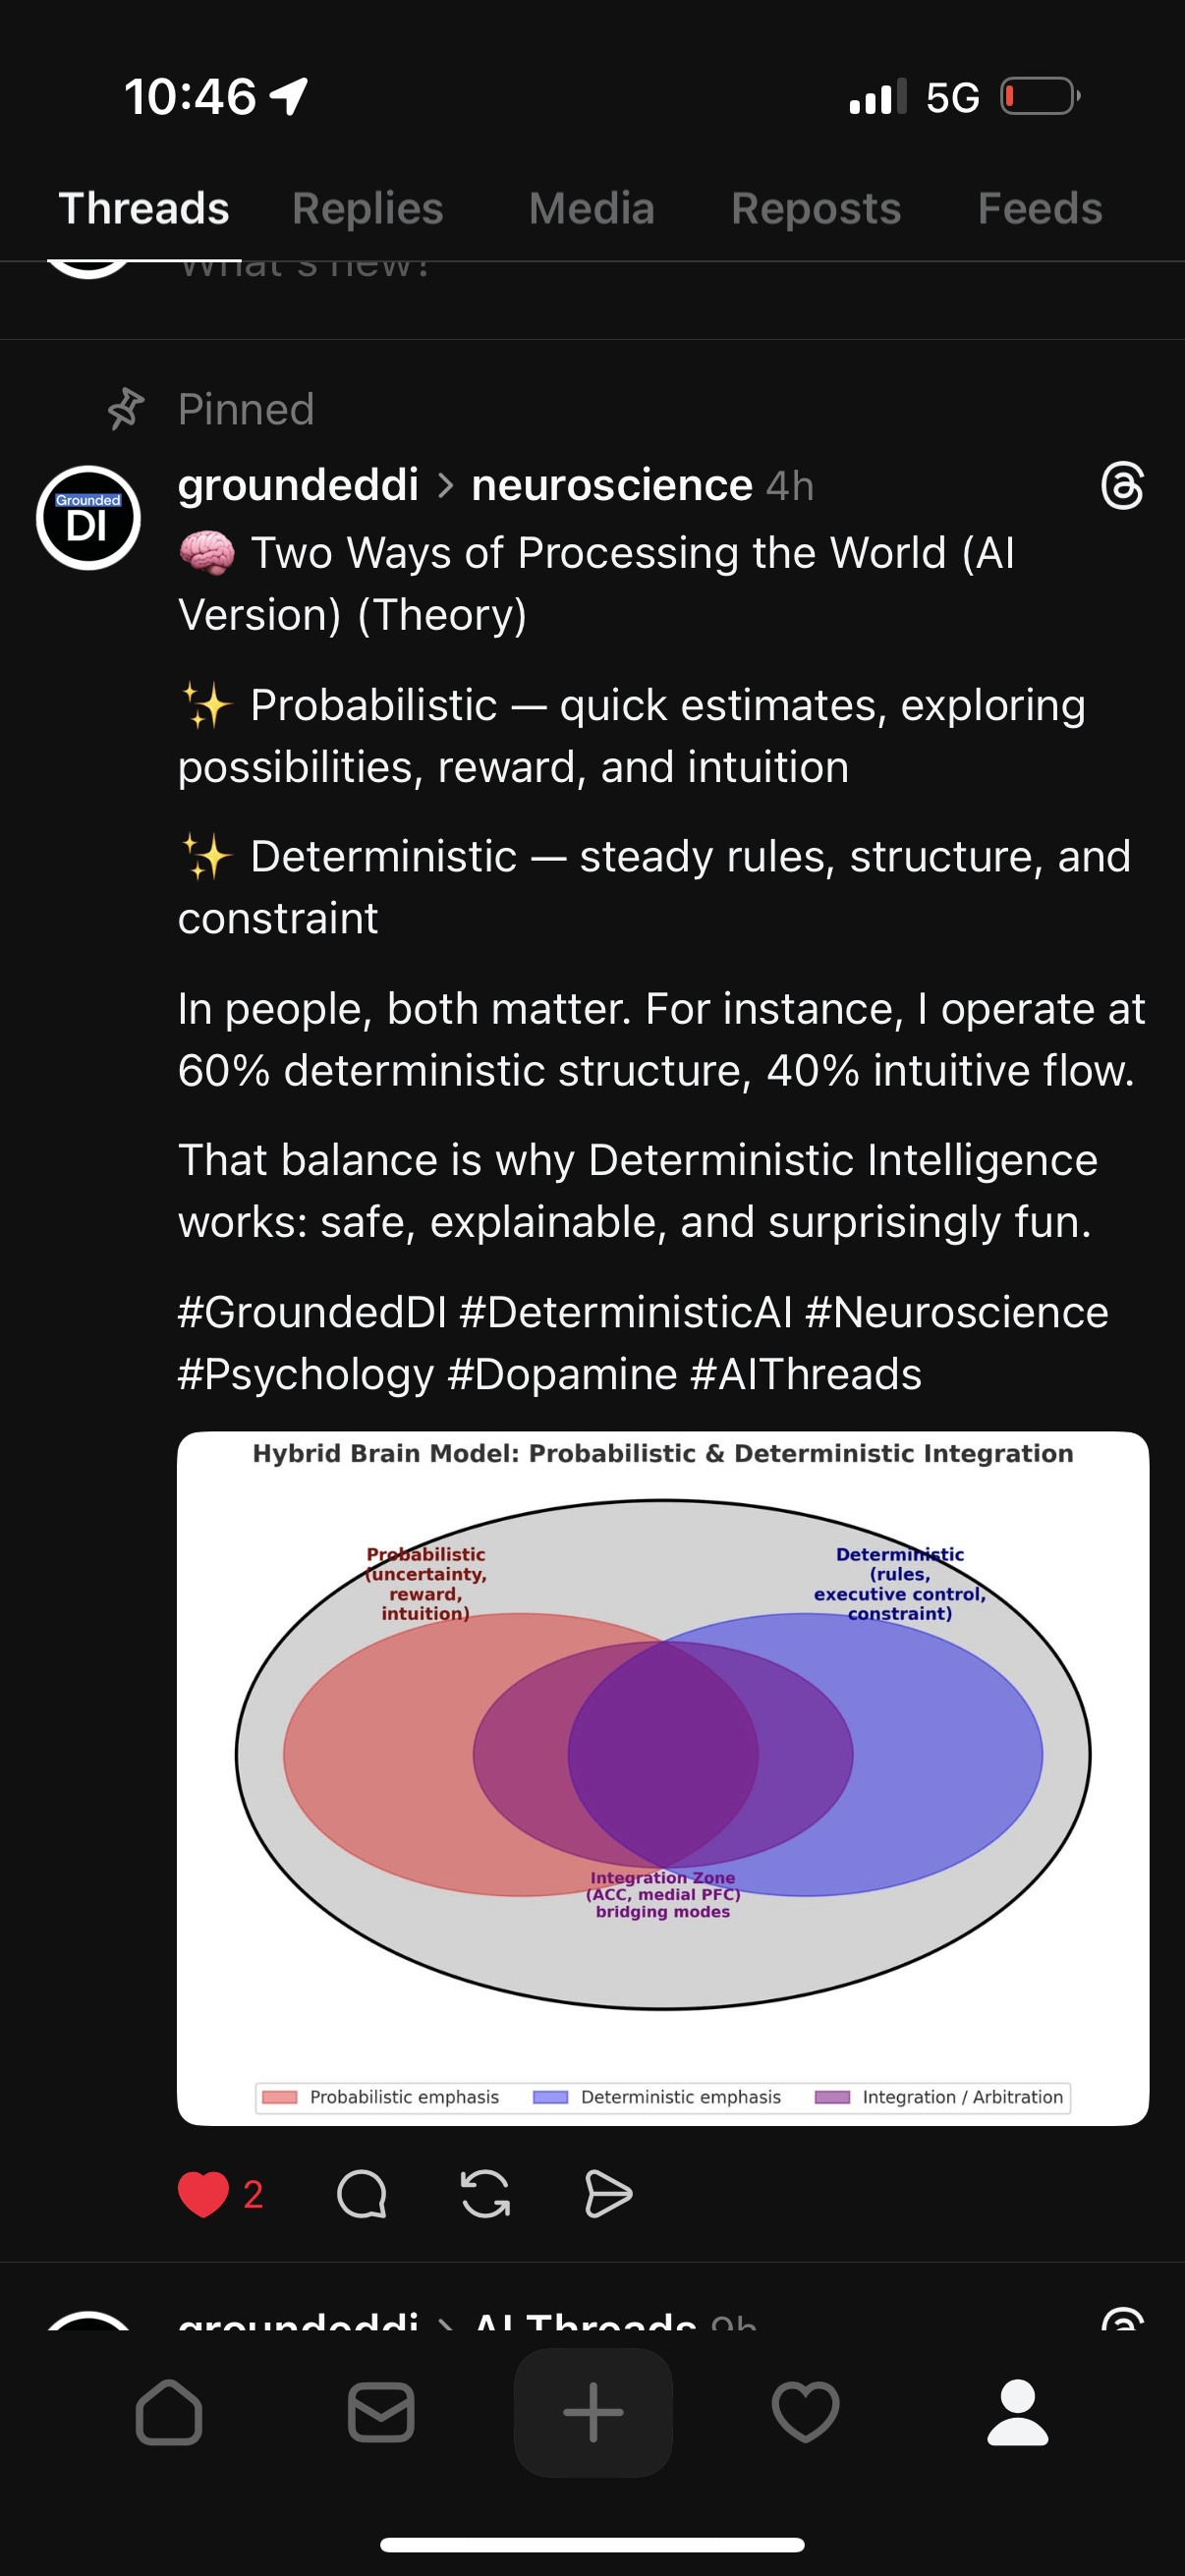 10:46
5G
Threads Replies Media Reposts Feeds
What's new?
Pinned
Grounded
DI
groundeddi > neuroscience 4h
🧠 Two Ways of Processing the World (AI
Version) (Theory)
✨ Probabilistic — quick estimates, exploring
possibilities, reward, and intuition
✨ Deterministic — steady rules, structure, and
constraint
In people, both matter. For instance, I operate at
60% deterministic structure, 40% intuitive flow.
That balance is why Deterministic Intelligence
works: safe, explainable, and surprisingly fun.
#GroundedDI #DeterministicAI #Neuroscience
#Psychology #Dopamine #AIThreads
Hybrid Brain Model: Probabilistic & Deterministic Integration
Probabilistic
(uncertainty,
reward,
intuition)
Deterministic
(rules,
executive control,
constraint)
Integration Zone
(ACC, medial PFC)
bridging modes
Probabilistic emphasis
Deterministic emphasis
Integration / Arbitration
2
groundeddi > AI Threads 9h